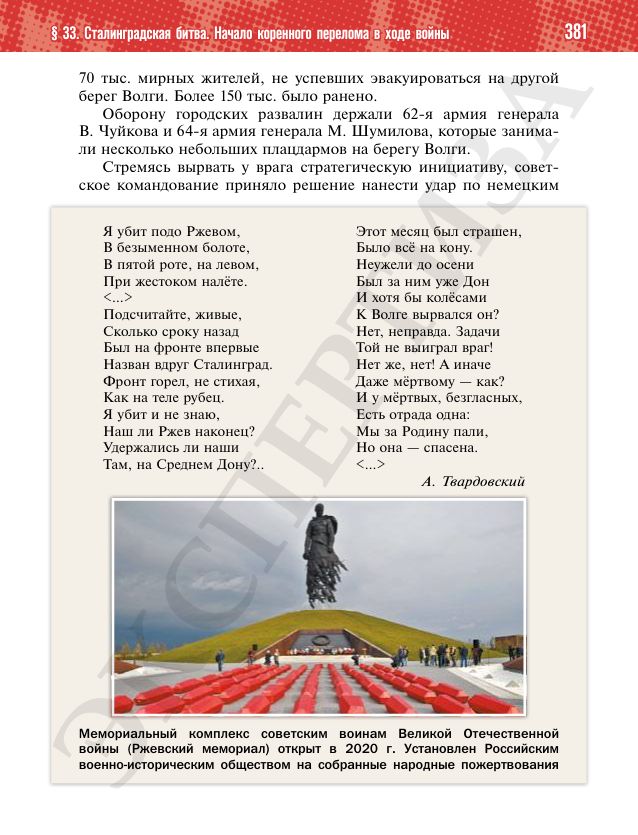 § 33. Сталинградская битва. Начало коренного перелома в ходе войны
381
70 тыс. мирных жителей, не успевших эвакуироваться на другой
берег Волги. Более 150 тыс. было ранено.
Оборону городских развалин держали 62-я армия генерала
В. Чуйкова и 64-я армия генерала М. Шумилова, которые занима-
ли несколько небольших плацдармов на берегу Волги.
Стремясь вырвать у врага стратегическую инициативу, совет-
ское командование приняло решение нанести удар по немецким
Я убит подо Ржевом,
В безыменном болоте,
В пятой роте, на левом,
При жестоком налёте.
<...>
Подсчитайте, живые,
Сколько сроку назад
Был на фронте впервые
Назван вдруг Сталинград.
Фронт горел, не стихая,
Как на теле рубец.
Я убит и не знаю,
Наш ли Ржев наконец?
Удержались ли наши
Там, на Среднем Дону?..
Этот месяц был страшен,
Было всё на кону.
Неужели до осени
Был за ним уже Дон
И хотя бы колёсами
К Волге вырвался он?
Нет, неправда. Задачи
Той не выиграл враг!
Нет же, нет! А иначе
Даже мёртвому — как?
И у мёртвых, безгласных,
Есть отрада одна:
Мы за Родину пали,
Но она — спасена.
<...>
А. Твардовский
Мемориальный комплекс советским воинам Великой Отечественной
войны (Ржевский мемориал) открыт в 2020 г. Установлен Российским
военно-историческим обществом на собранные народные пожертвования
ЭКСПЕРТИЗА